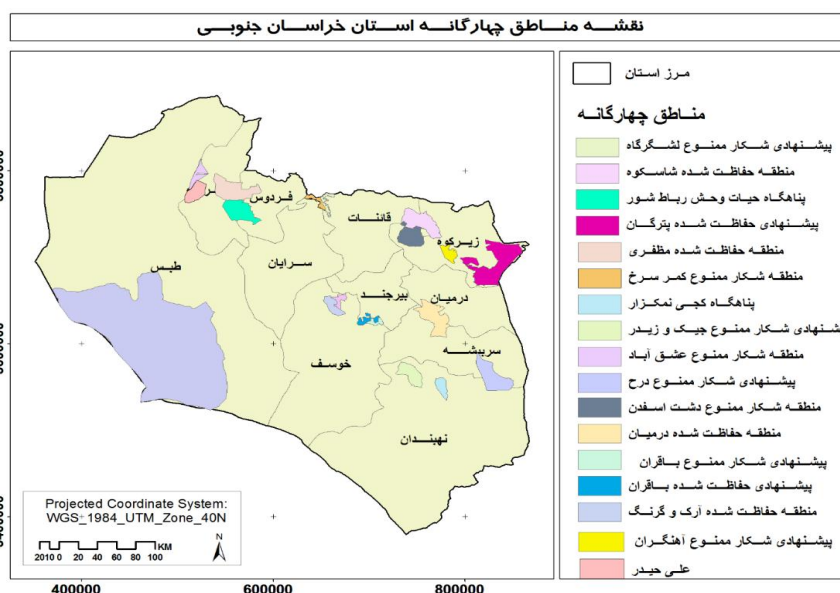 نقشه مناطق چهارگانه استان خراسان جنوبی
مرز استان
مناطق چهارگانه
پیشنهادی شکار ممنوع لشگرگاه
منطقه حفاظت شده شاسکوه
پناهگاه حیات وحش رباط شور
پیشنهادی حفاظت شده پترگان
منطقه حفاظت شده مظفری
منطقه شکار ممنوع کمر سرخ
پناهگاه کجی نمکزار
شنهادی شکار ممنوع چیک و زیدر
منطقه شکار ممنوع عشق آباد
پیشنهادی شکار ممنوع درح
منطقه شکار ممنوع دشت اسفدن
منطقه حفاظت شده درمیان
پیشنهادی شکار ممنوع باقران
پیشنهادی حفاظت شده باقران
منطقه حفاظت شده آرک و گرنگ
پیشنهادی شکار ممنوع آهنگران
علی حیدر
فردوس
قائنات
زیرکوه
سرایان
طبس
بیرجند
درمیان
سربیشه
خوسف
نهبندان
Projected Coordinate System:
WGS_1984_UTM_Zone_40N
N
2010 0 20 40 60 80 100 KM
400000 600000 800000